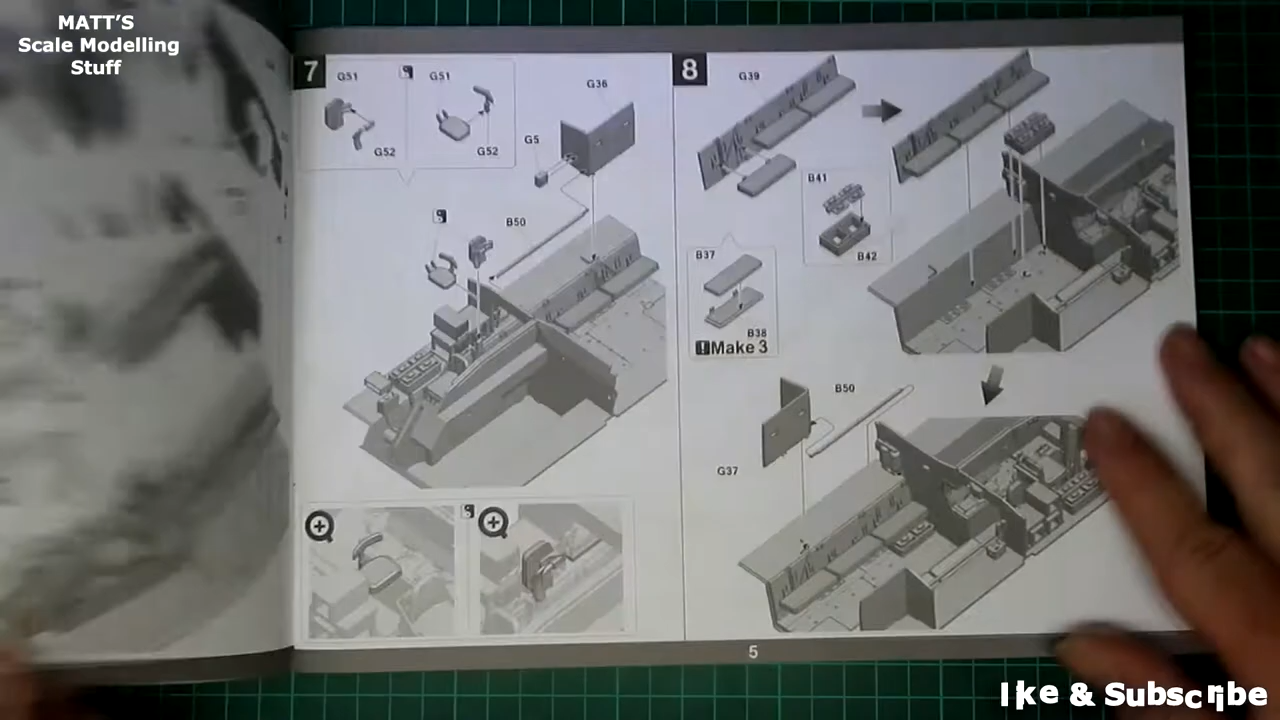 MATT'S
Scale Modelling
Stuff
7
G51
G51
G36
G52
G52
G5
B50
8
G39
B41
B42
B37
B38
!Make 3
B50
G37
5
Like & Subscribe